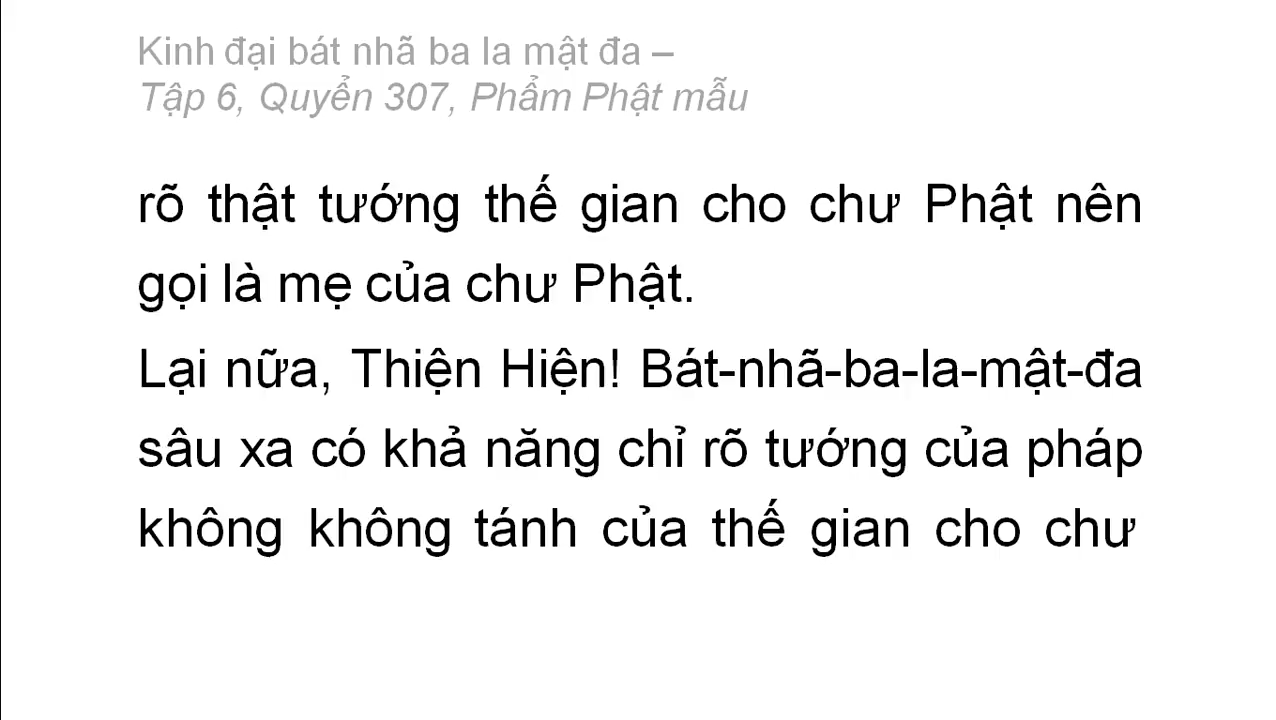 Kinh đại bát nhã ba la mật đa –
Tập 6, Quyển 307, Phẩm Phật mẫu
rõ thật tướng thế gian cho chư Phật nên
gọi là mẹ của chư Phật.
Lại nữa, Thiện Hiện! Bát-nhã-ba-la-mật-đa
sâu xa có khả năng chỉ rõ tướng của pháp
không không tánh của thế gian cho chư